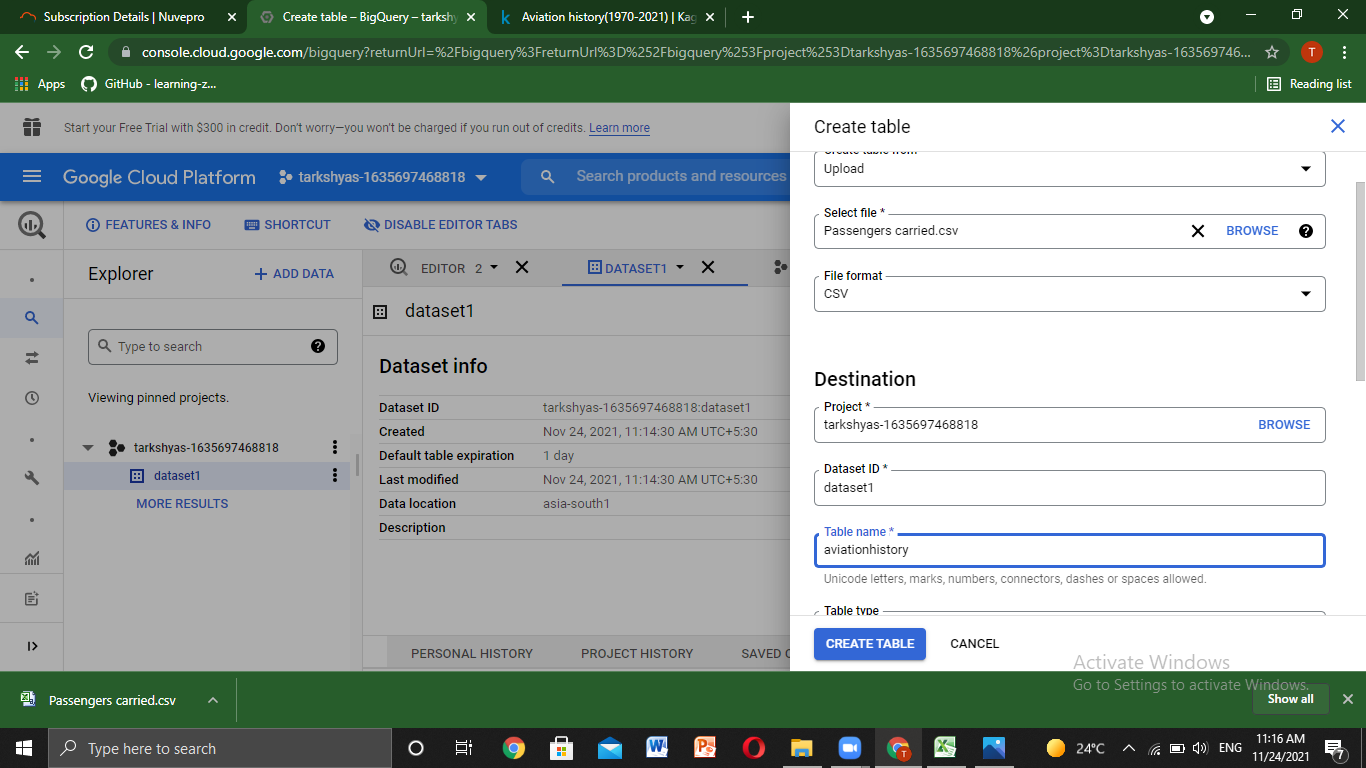 Subscription Details | Nuvepro
Create table – BigQuery – tarkshy
Aviation history(1970-2021) | Kag
console.cloud.google.com/bigquery?returnUrl=%2Fbigquery%3FreturnUrl%3D%252Fbigquery%253Fproject%253Dtarkshyas-1635697468818%26project%3Dtarkshyas-163569746...
T
Apps
GitHub - learning-z...
Reading list
Start your Free Trial with $300 in credit. Don't worry—you won't be charged if you run out of credits. Learn more
Google Cloud Platform
tarkshyas-1635697468818
Search products and resources
FEATURES & INFO
SHORTCUT
DISABLE EDITOR TABS
Explorer
+ ADD DATA
EDITOR 2
DATASET1
Type to search
Viewing pinned projects.
tarkshyas-1635697468818
dataset1
MORE RESULTS
dataset1
Dataset info
Dataset ID tarkshyas-1635697468818:dataset1
Created Nov 24, 2021, 11:14:30 AM UTC+5:30
Default table expiration 1 day
Last modified Nov 24, 2021, 11:14:30 AM UTC+5:30
Data location asia-south1
Description
PERSONAL HISTORY
PROJECT HISTORY
SAVED
Create table
Create table from
Upload
Select file *
Passengers carried.csv
BROWSE
File format
CSV
Destination
Project *
tarkshyas-1635697468818
BROWSE
Dataset ID *
dataset1
Table name *
aviationhistory
Unicode letters, marks, numbers, connectors, dashes or spaces allowed.
Table type
CREATE TABLE
CANCEL
Activate Windows
Go to Settings to activate Windows.
Passengers carried.csv
Show all
Type here to search
24°C
ENG
11:16 AM
11/24/2021
7